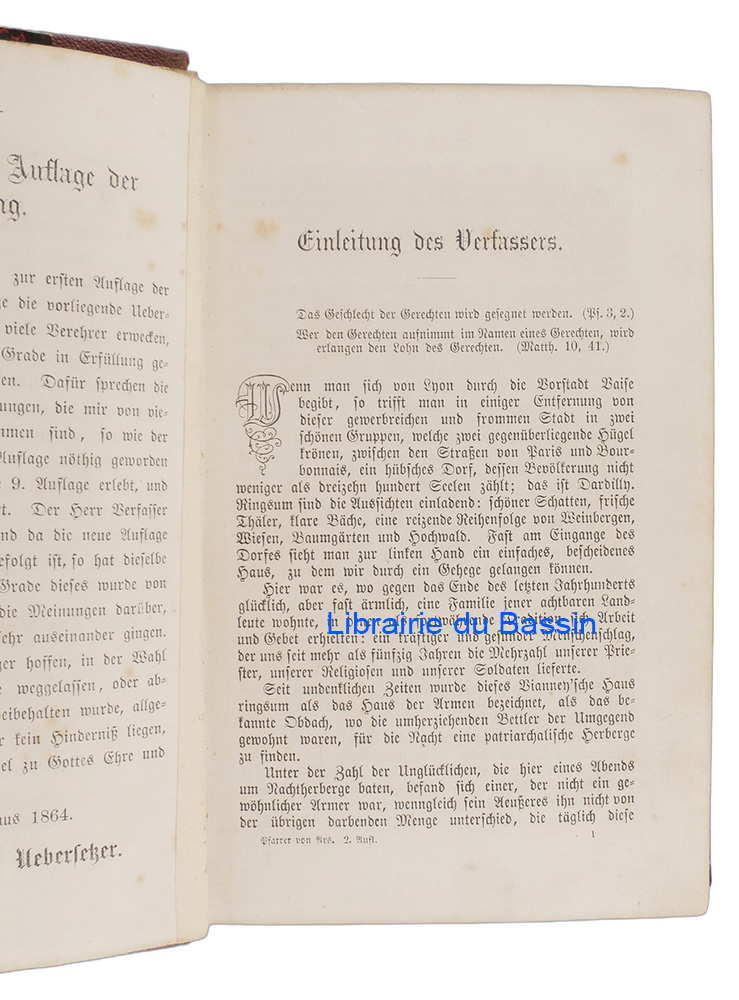 Auflage der
ng.
zur ersten Auflage der
ge die vorliegende Ueber-
viele Verehrer erwecken,
Grade in Erfüllung ge-
en. Dafür sprechen die
ungen, die mir von vie-
mmen sind, so wie der
Auflage nöthig geworden
9. Auflage erlebt, und
t. Der Herr Verfasser
nd da die neue Auflage
efolgt ist, so hat dieselbe
Grade dieses wurde von
die Meinungen darüber,
ehr auseinander gingen.
zer hoffen, in der Wahl
weggelassen, oder ab-
beibehalten wurde, allge-
r kein Hinderniß liegen,
el zu Gottes Ehre und
us 1864.
Uebersetzer.
Einleitung des Verfassers.
Das Geschlecht der Gerechten wird gesegnet werden. (Ps. 3, 2.)
Wer den Gerechten aufnimmt im Namen eines Gerechten, wird
erlangen den Lohn des Gerechten. (Matth. 10, 41.)
Wenn man sich von Lyon durch die Vorstadt Vaise
begibt, so trifft man in einiger Entfernung von
dieser gewerbreichen und frommen Stadt in zwei
schönen Gruppen, welche zwei gegenüberliegende Hügel
krönen, zwischen den Straßen von Paris und Bour-
bonnais, ein hübsches Dorf, dessen Bevölkerung nicht
weniger als dreizehn hundert Seelen zählt; das ist Dardilly.
Ringsum sind die Aussichten einladend: schöner Schatten, frische
Thäler, klare Bäche, eine reizende Reihenfolge von Weinbergen,
Wiesen, Baumgärten und Hochwald. Fast am Eingange des
Dorfes sieht man zur linken Hand ein einfaches, bescheidenes
Haus, zu dem wir durch ein Gehege gelangen können.
Hier war es, wo gegen das Ende des letzten Jahrhunderts
glücklich, aber fast ärmlich, eine Familie jener achtbaren Land-
leute wohnte, in denen als fortwährende Tradition sich Arbeit
und Gebet erhielten: ein kräftiger und gesunder Menschenschlag,
der uns seit mehr als fünfzig Jahren die Mehrzahl unserer Prie-
ster, unserer Religiosen und unserer Soldaten lieferte.
Seit undenklichen Zeiten wurde dieses Vianney'sche Haus
ringsum als das Haus der Armen bezeichnet, als das be-
kannte Obdach, wo die umherziehenden Bettler der Umgegend
gewohnt waren, für die Nacht eine patriarchalische Herberge
zu finden.
Unter der Zahl der Unglücklichen, die hier eines Abends
um Nachtherberge baten, befand sich einer, der nicht ein ge-
wöhnlicher Armer war, wenngleich sein Aeußeres ihn nicht von
der übrigen darbenden Menge unterschied, die täglich diese
Pfarrer von Ars. 2. Aufl. 1
Librairie du Bassin